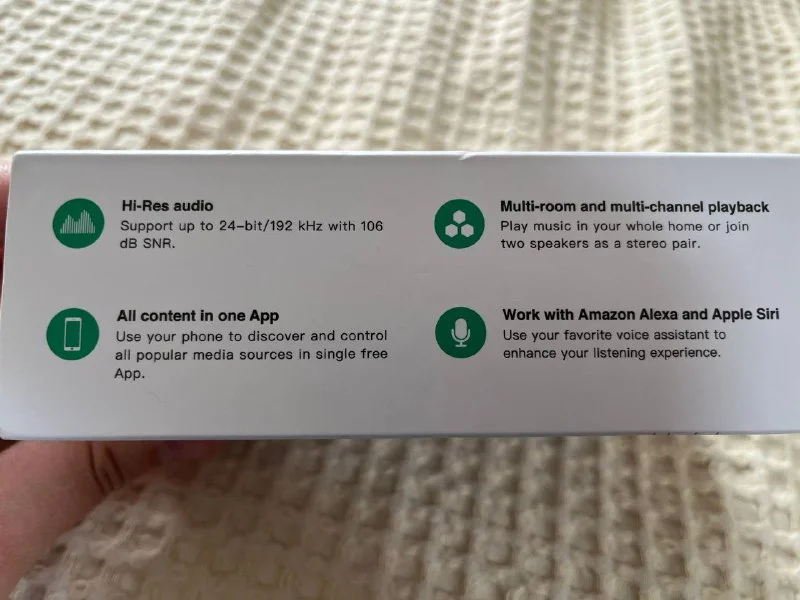 Hi-Res audio
Support up to 24-bit/192 kHz with 106
dB SNR.
Multi-room and multi-channel playback
Play music in your whole home or join
two speakers as a stereo pair.
All content in one App
Use your phone to discover and control
all popular media sources in single free
App.
Work with Amazon Alexa and Apple Siri
Use your favorite voice assistant to
enhance your listening experience.